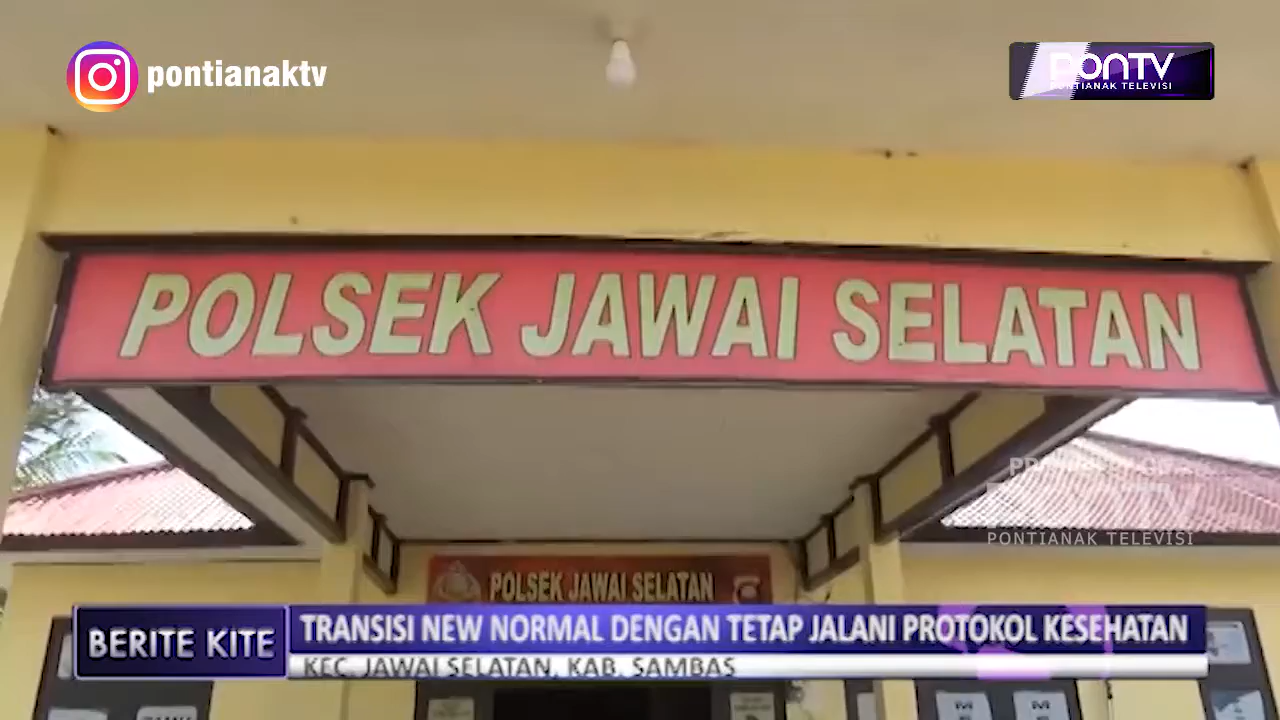 pontianaktv
PONTV
PONTIANAK TELEVISI
POLSEK JAWAI SELATAN
PONTIANAK TELEVISI
POLSEK JAWAI SELATAN
BERITE KITE
TRANSISI NEW NORMAL DENGAN TETAP JALANI PROTOKOL KESEHATAN
KEC. JAWAI SELATAN, KAB. SAMBAS